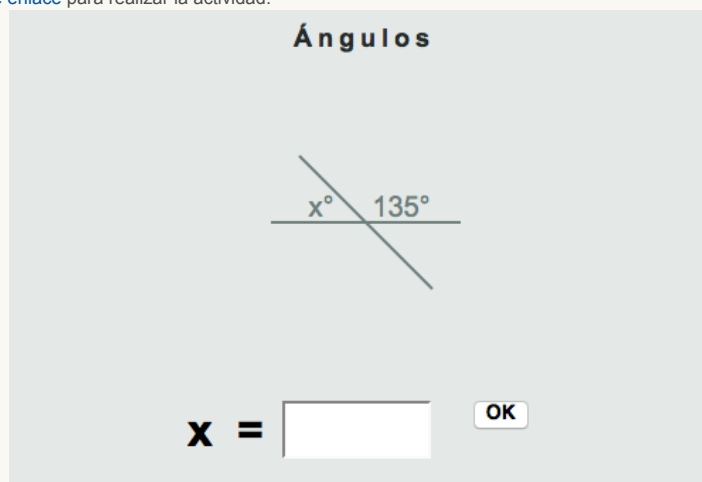 enlace para realizar la actividad.
Ángulos
x° 135°
x =
OK